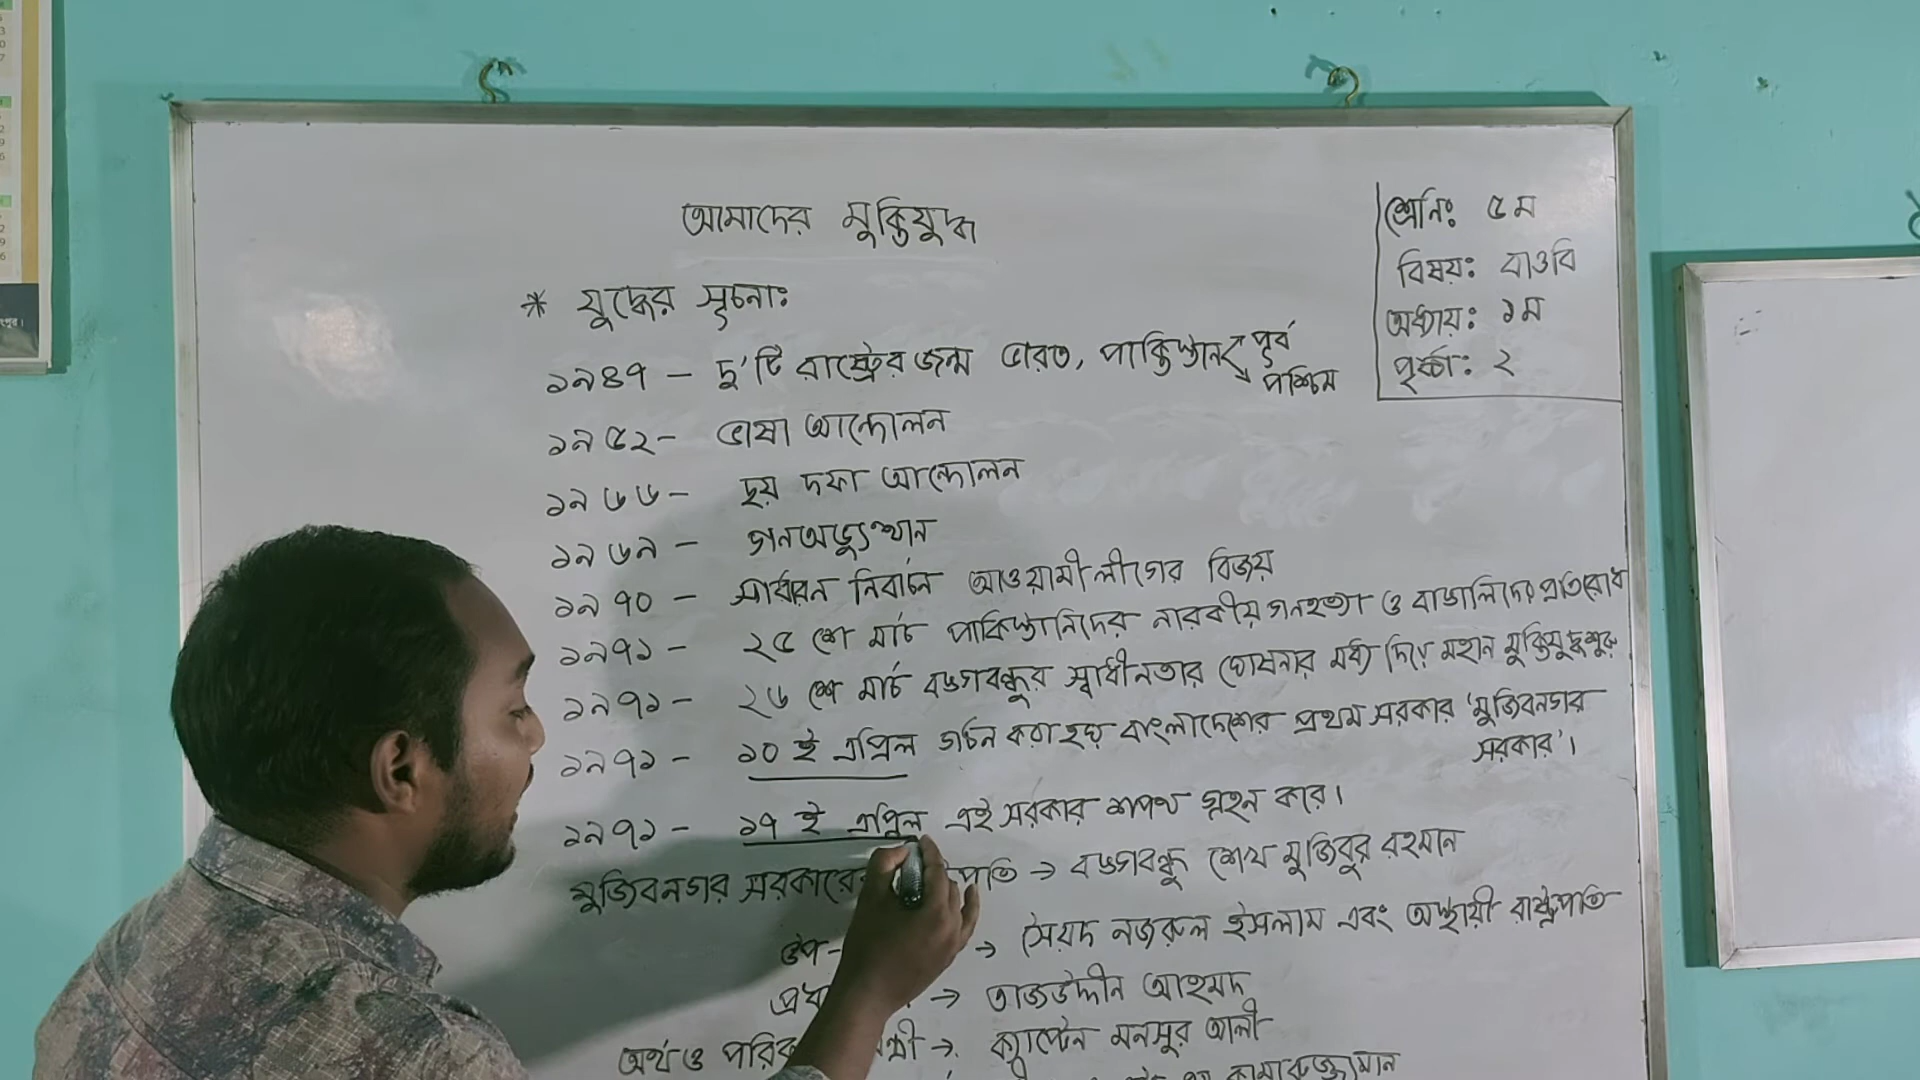 আমাদের মুক্তিযুদ্ধ
শ্রেনিঃ ৫ম
বিষয়ঃ বাওবি
অধ্যায়ঃ ১ম
পৃষ্ঠাঃ ২
* যুদ্ধের সূচনাঃ
১৯৪৭ - দু'টি রাষ্ট্রের জন্ম ভারত, পাকিস্তান পূর্ব
পশ্চিম
১৯৫২- ভাষা আন্দোলন
১৯৬৬- ছয় দফা আন্দোলন
১৯৬৯ - গনঅভ্যুত্থান
১৯৭০ - সাধারন নির্বাচন আওয়ামী লীগের বিজয়
১৯৭১- ২৫ শে মার্চ পাকিস্তানিদের নারকীয় গনহত্যা ও বাঙালিদের প্রতিরোধ
১৯৭১- ২৬ শে মার্চ বঙ্গবন্ধুর স্বাধীনতার ঘোষনার মধ্য দিয়ে মহান মুক্তিযুদ্ধ শুরু
১৯৭১- ১০ ই এপ্রিল গঠন করা হয় বাংলাদেশের প্রথম সরকার 'মুজিবনগর
সরকার'।
১৯৭১- ১৭ ই এপ্রিল এই সরকার শপথ গ্রহন করে।
মুজিবনগর সরকারের পতি → বঙ্গবন্ধু শেখ মুজিবুর রহমান
উপ- → সৈয়দ নজরুল ইসলাম এবং অস্থায়ী রাষ্ট্রপতি
→ তাজউদ্দীন আহমদ
অর্থ ও → ক্যাপ্টেন মনসুর আলী
কামারুজ্জামান